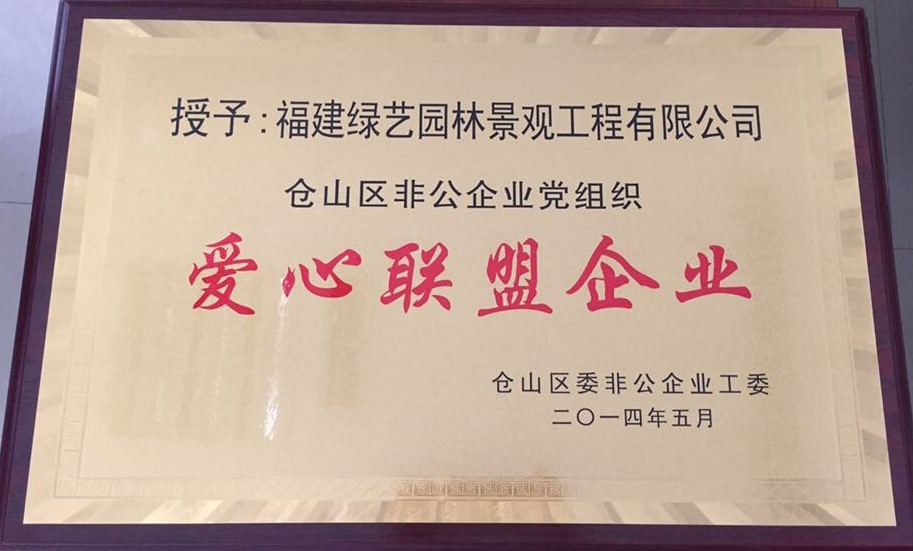 授予:福建绿艺园林景观工程有限公司
仓山区非公企业党组织
爱心联盟企业
仓山区委非公企业工委
二〇一四年五月